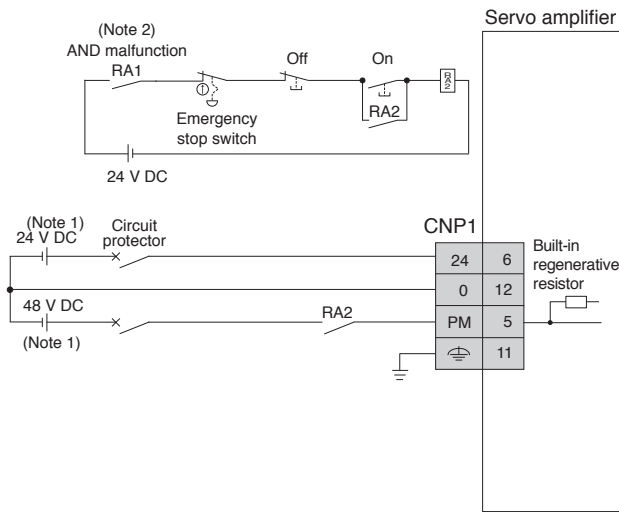 Servo amplifier
(Note 2)
AND malfunction
RA1
Off
On
RA2
RA2
Emergency
stop switch
24 V DC
(Note 1)
24 V DC
Circuit
protector
CNP1
24 6
0 12
PM 5
11
Built-in
regenerative
resistor
48 V DC
(Note 1)
RA2